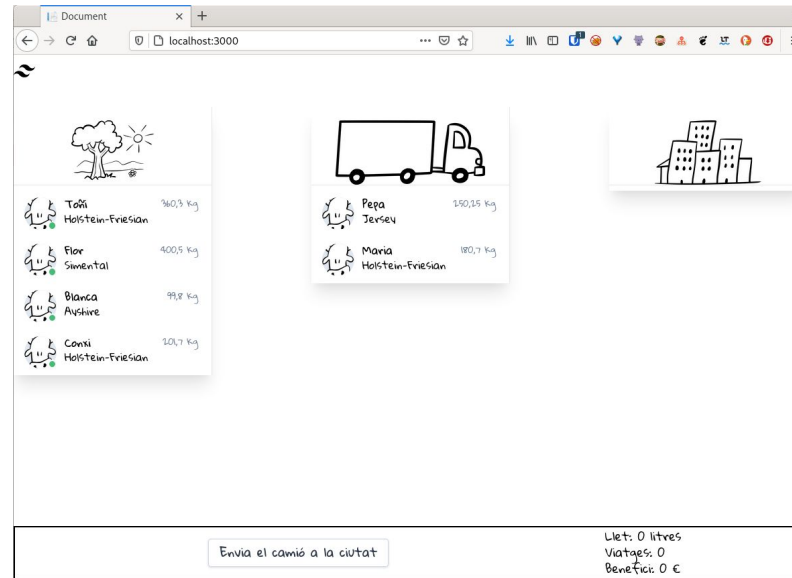 Document
localhost:3000
Toñi
360,3 Kg
Holstein-Friesian
Flor
400,5 Kg
Simental
Blanca
99,8 Kg
Ayshire
Conxi
201,7 Kg
Holstein-Friesian
Pepa
250,25 Kg
Jersey
Maria
180,7 Kg
Holstein-Friesian
Envia el camió a la ciutat
Llet: 0 litres
Viatges: 0
Benefici: 0 €